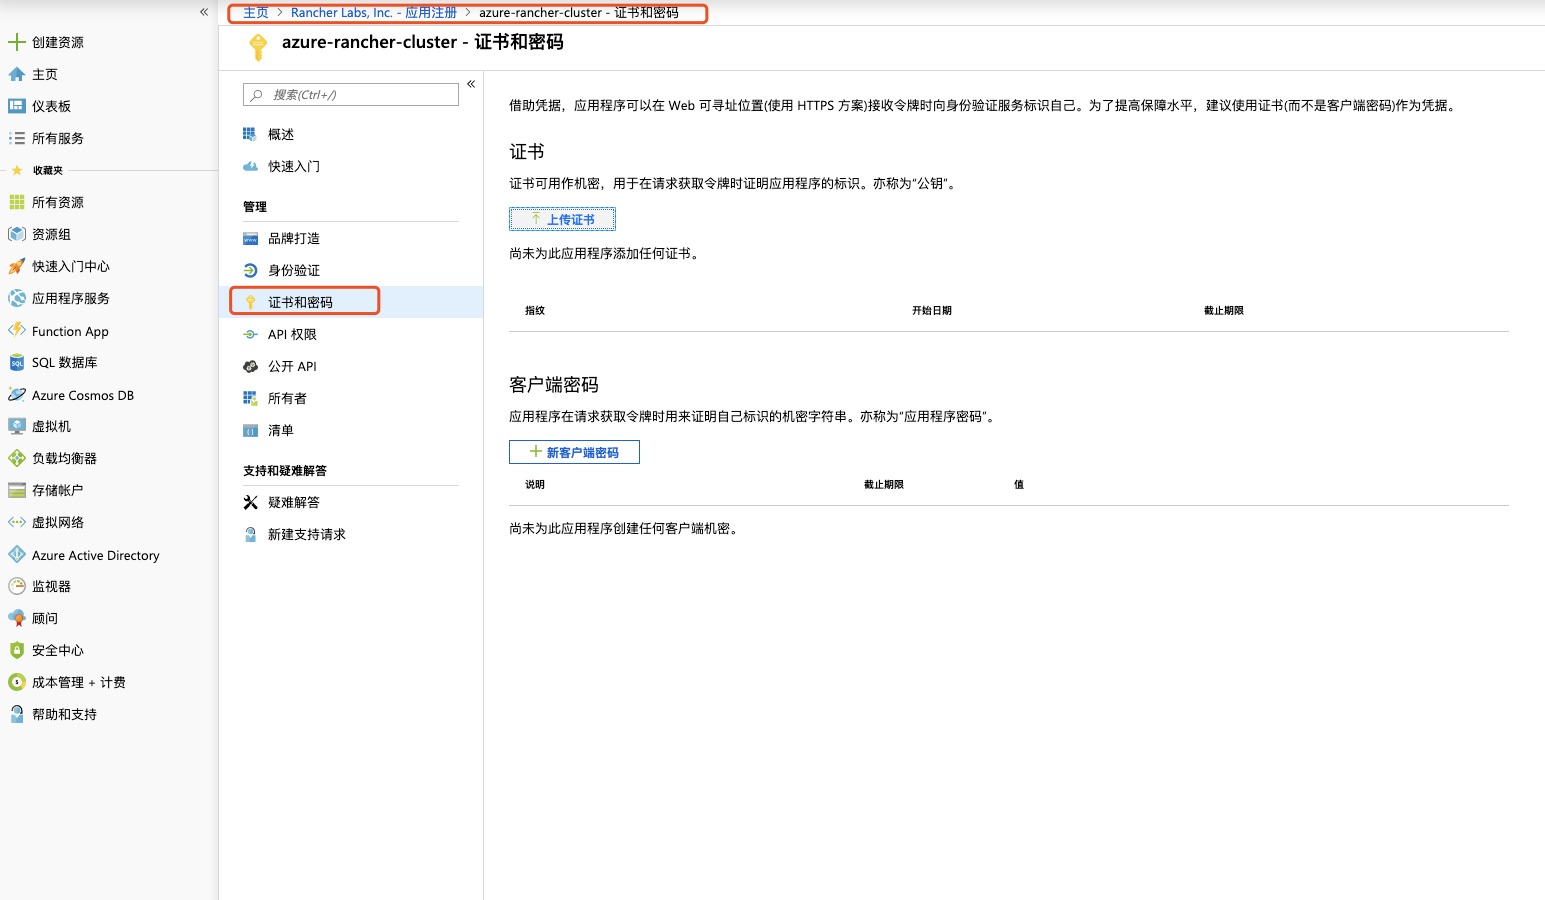 主页 > Rancher Labs, Inc. - 应用注册 > azure-rancher-cluster - 证书和密码
azure-rancher-cluster - 证书和密码
«
创建资源
主页
仪表板
所有服务
收藏夹
所有资源
资源组
快速入门中心
应用程序服务
Function App
SQL 数据库
Azure Cosmos DB
虚拟机
负载均衡器
存储帐户
虚拟网络
Azure Active Directory
监视器
顾问
安全中心
成本管理 + 计费
帮助和支持
搜索(Ctrl+/)
«
概述
快速入门
管理
品牌打造
身份验证
证书和密码
API 权限
公开 API
所有者
清单
支持和疑难解答
疑难解答
新建支持请求
借助凭据，应用程序可以在 Web 可寻址位置(使用 HTTPS 方案)接收令牌时向身份验证服务标识自己。为了提高保障水平，建议使用证书(而不是客户端密码)作为凭据。
证书
证书可用作机密，用于在请求获取令牌时证明应用程序的标识。亦称为“公钥”。
上传证书
尚未为此应用程序添加任何证书。
指纹 开始日期 截止期限
客户端密码
应用程序在请求获取令牌时用来证明自己标识的机密字符串。亦称为“应用程序密码”。
新客户端密码
说明 截止期限 值
尚未为此应用程序创建任何客户端机密。